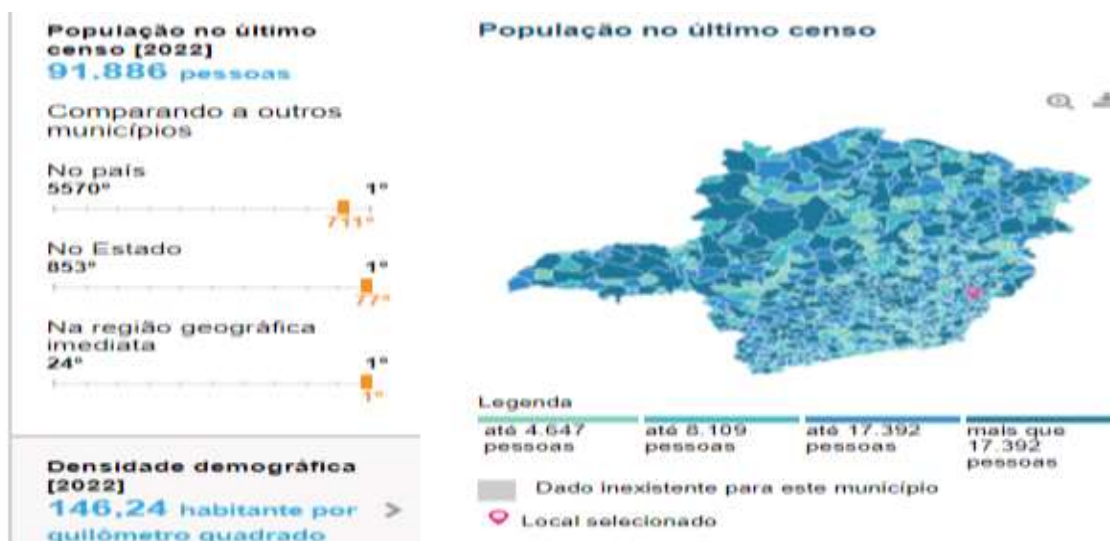 População no último
censo [2022]
91.886 pessoas
Comparando a outros
municípios
No país
5570º 1º
711º
No Estado
853º 1º
77º
Na região geográfica
imediata
24º 1º
1º
Densidade demográfica
[2022]
146,24 habitante por
quilômetro quadrado
População no último censo
Legenda
até 4.647
pessoas
até 8.109
pessoas
até 17.392
pessoas
mais que
17.392
pessoas
Dado inexistente para este município
Local selecionado